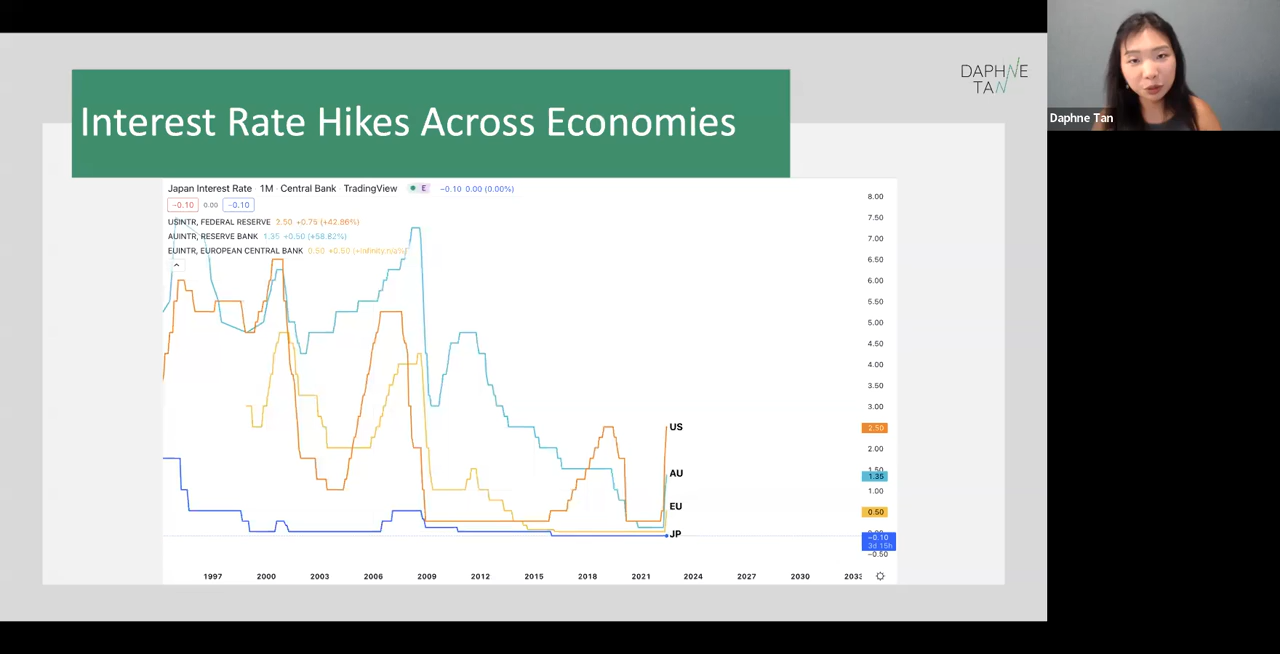 Interest Rate Hikes Across Economies
DAPHNE
TAN
Daphne Tan
Japan Interest Rate · 1M · Central Bank · TradingView E −0.10 0.00 (0.00%)
−0.10 0.00 −0.10
USINTR, FEDERAL RESERVE 2.50 +0.75 (+42.86%)
AUINTR, RESERVE BANK 1.35 +0.50 (+58.82%)
EUINTR, EUROPEAN CENTRAL BANK 0.50 +0.50 (+Infinity.n/a%)
8.00
7.50
7.00
6.50
6.00
5.50
5.00
4.50
4.00
3.50
3.00
US
2.50
2.00
AU
1.50
1.35
1.00
EU
0.50
0.00
JP
−0.10
3d 15h
−0.50
1997 2000 2003 2006 2009 2012 2015 2018 2021 2024 2027 2030 2033